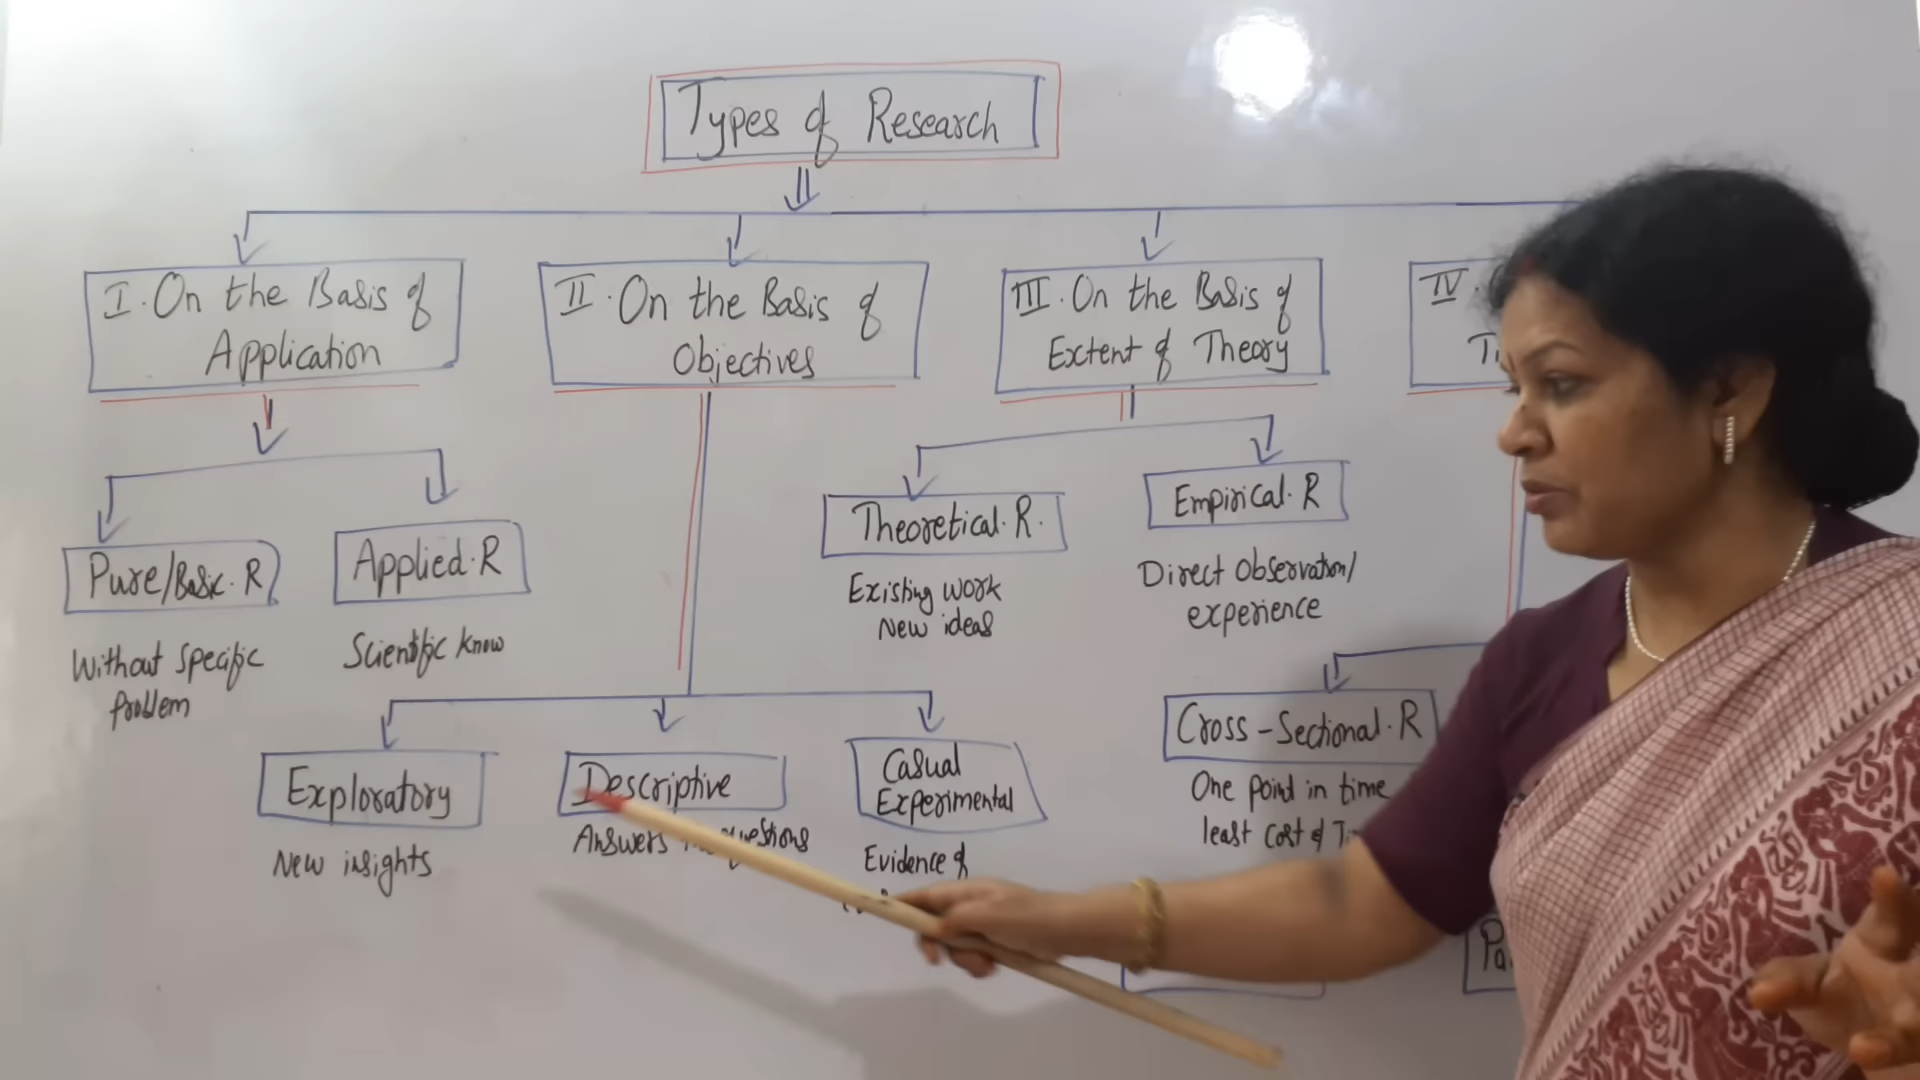 Types of Research
I. On the Basis of
Application
II. On the Basis of
Objectives
III. On the Basis of
Extent of Theory
IV.
Pure/Basic. R
Applied. R
Theoretical. R.
Empirical. R
Without Specific
Problem
Scientific know
Existing work
New ideas
Direct Observation/
experience
Exploratory
Descriptive
Casual
Experimental
Cross-Sectional. R
New insights
Answers questions
Evidence of
One point in time
least cost of